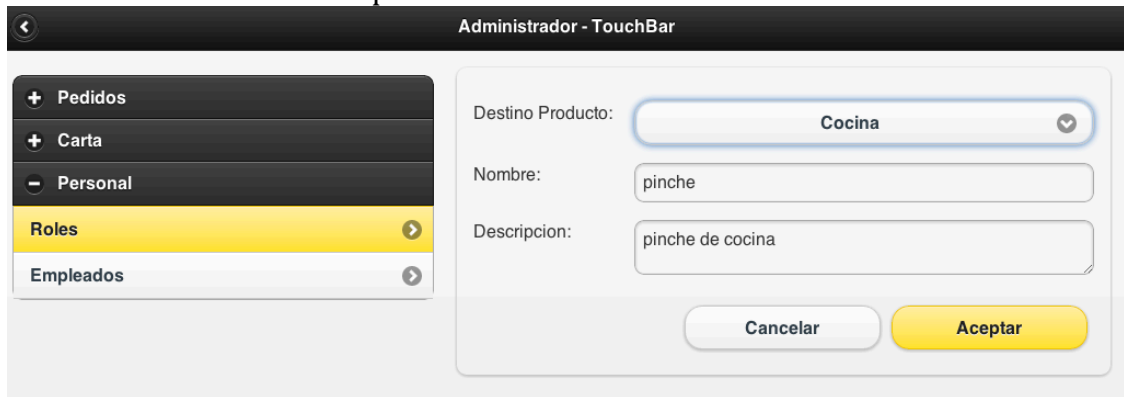 Administrador - TouchBar
Pedidos
Carta
Personal
Roles
Empleados
Destino Producto:
Cocina
Nombre:
pinche
Descripcion:
pinche de cocina
Cancelar
Aceptar